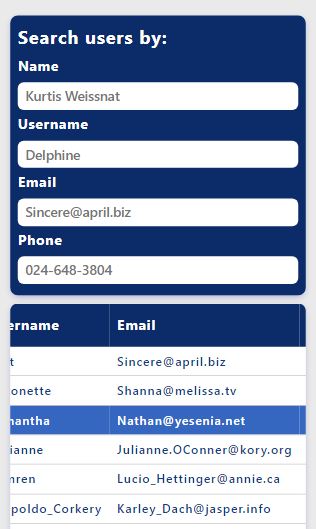 Search users by:
Name
Kurtis Weissnat
Username
Delphine
Email
Sincere@april.biz
Phone
024-648-3804
ername Email
t Sincere@april.biz
onette Shanna@melissa.tv
mantha Nathan@yesenia.net
ianne Julianne.OConner@kory.org
mren Lucio_Hettinger@annie.ca
poldo_Corkery Karley_Dach@jasper.info